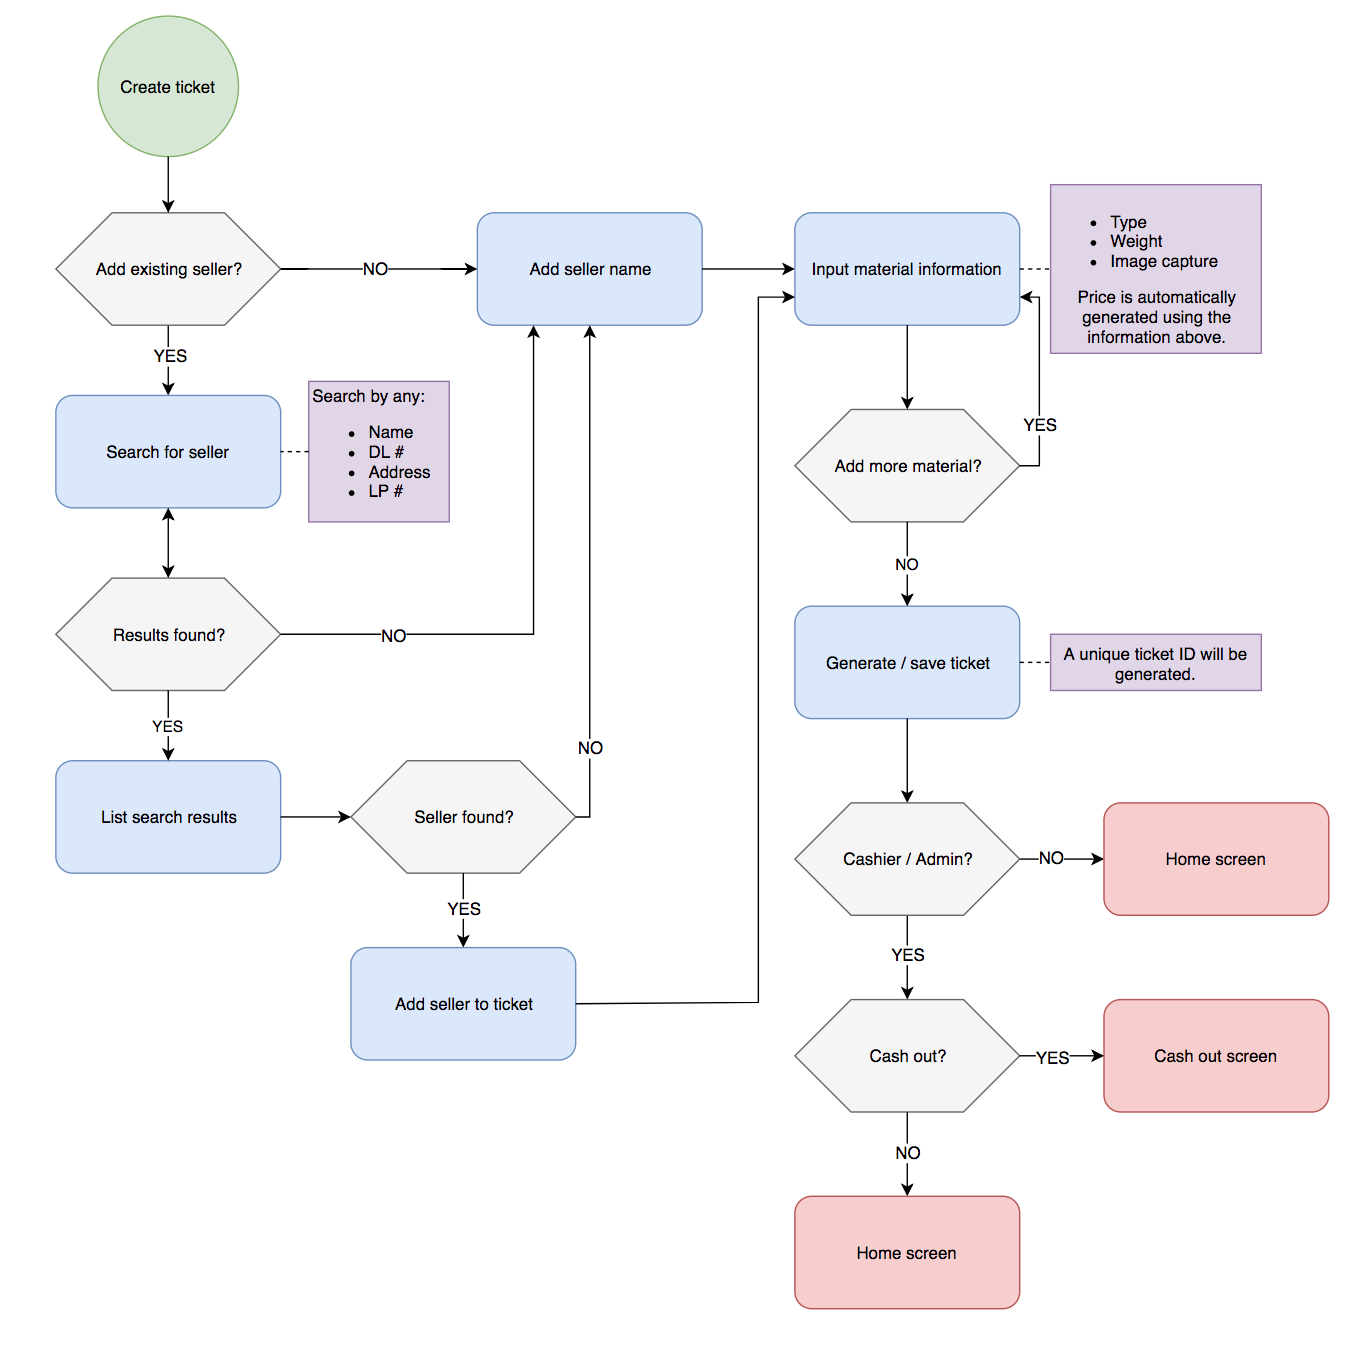 Create ticket
Add existing seller?
NO
Add seller name
Input material information
• Type
• Weight
• Image capture
Price is automatically
generated using the
information above.
YES
Search for seller
Search by any:
• Name
• DL #
• Address
• LP #
Add more material?
YES
NO
Results found?
NO
Generate / save ticket
A unique ticket ID will be
generated.
YES
List search results
Seller found?
NO
YES
Add seller to ticket
Cashier / Admin?
NO
Home screen
YES
Cash out?
YES
Cash out screen
NO
Home screen